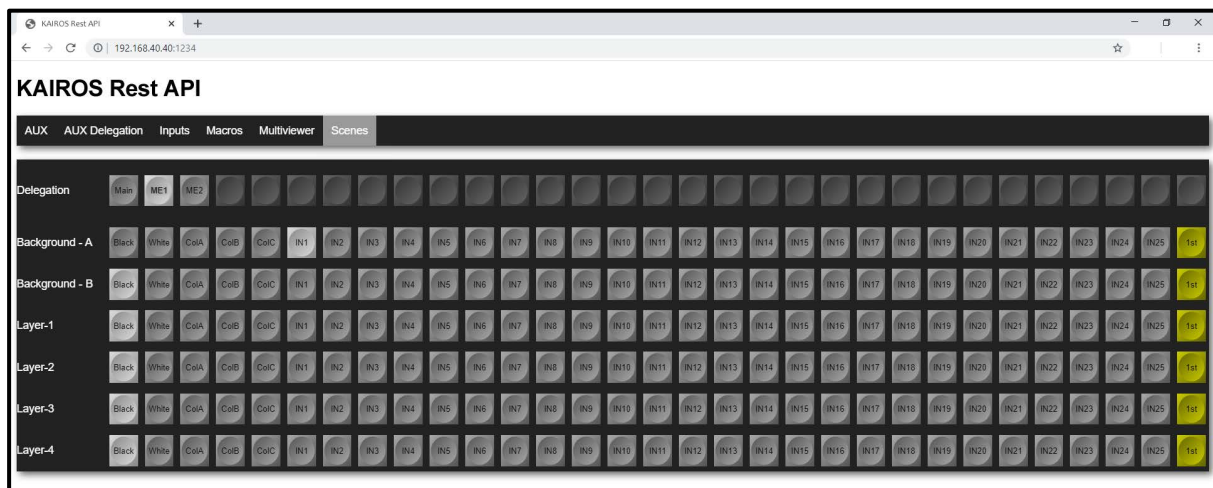 KAIROS Rest API
192.168.40.40:1234
KAIROS Rest API
AUX AUX Delegation Inputs Macros Multiviewer Scenes
Delegation Main ME1 ME2
Background - A Black White ColA ColB ColC IN1 IN2 IN3 IN4 IN5 IN6 IN7 IN8 IN9 IN10 IN11 IN12 IN13 IN14 IN15 IN16 IN17 IN18 IN19 IN20 IN21 IN22 IN23 IN24 IN25 1st
Background - B Black White ColA ColB ColC IN1 IN2 IN3 IN4 IN5 IN6 IN7 IN8 IN9 IN10 IN11 IN12 IN13 IN14 IN15 IN16 IN17 IN18 IN19 IN20 IN21 IN22 IN23 IN24 IN25 1st
Layer-1 Black White ColA ColB ColC IN1 IN2 IN3 IN4 IN5 IN6 IN7 IN8 IN9 IN10 IN11 IN12 IN13 IN14 IN15 IN16 IN17 IN18 IN19 IN20 IN21 IN22 IN23 IN24 IN25 1st
Layer-2 Black White ColA ColB ColC IN1 IN2 IN3 IN4 IN5 IN6 IN7 IN8 IN9 IN10 IN11 IN12 IN13 IN14 IN15 IN16 IN17 IN18 IN19 IN20 IN21 IN22 IN23 IN24 IN25 1st
Layer-3 Black White ColA ColB ColC IN1 IN2 IN3 IN4 IN5 IN6 IN7 IN8 IN9 IN10 IN11 IN12 IN13 IN14 IN15 IN16 IN17 IN18 IN19 IN20 IN21 IN22 IN23 IN24 IN25 1st
Layer-4 Black White ColA ColB ColC IN1 IN2 IN3 IN4 IN5 IN6 IN7 IN8 IN9 IN10 IN11 IN12 IN13 IN14 IN15 IN16 IN17 IN18 IN19 IN20 IN21 IN22 IN23 IN24 IN25 1st